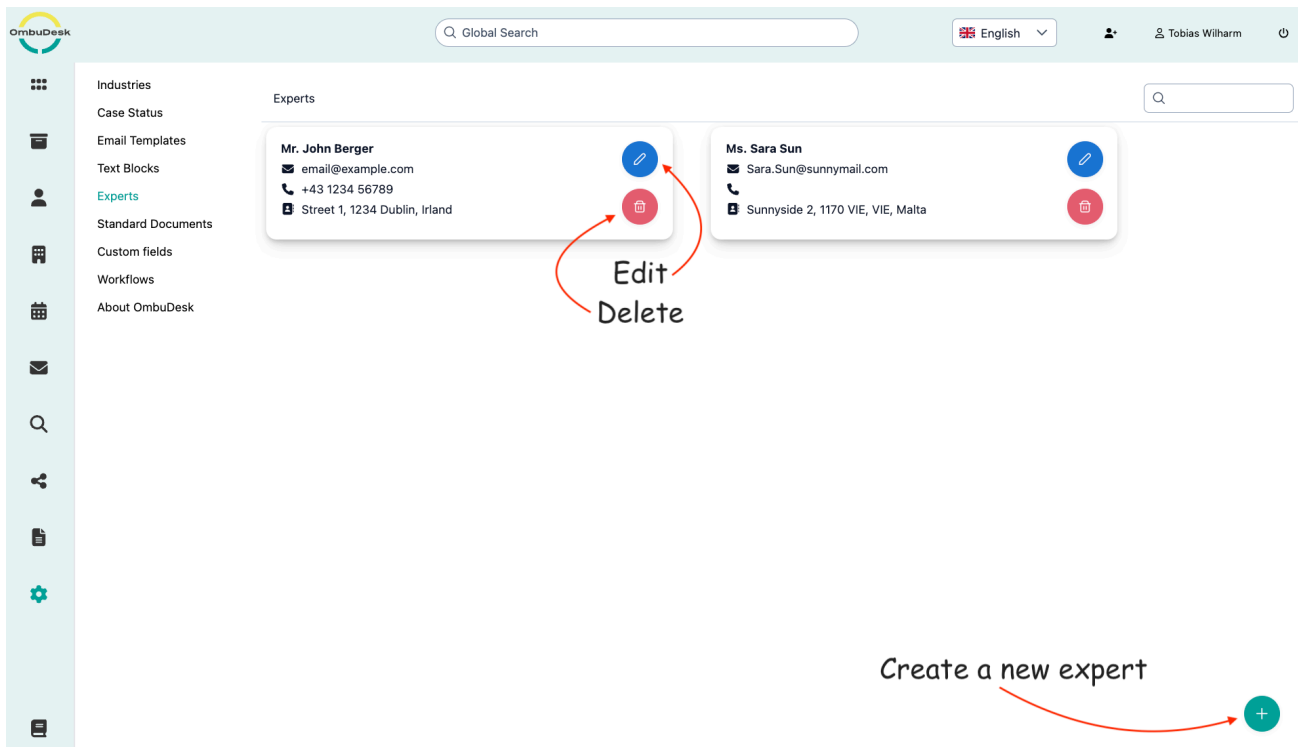 OmbuDesk
Global Search
English
Tobias Wilharm
Industries
Case Status
Email Templates
Text Blocks
Experts
Standard Documents
Custom fields
Workflows
About OmbuDesk
Experts
Mr. John Berger
email@example.com
+43 1234 56789
Street 1, 1234 Dublin, Irland
Ms. Sara Sun
Sara.Sun@sunnymail.com
Sunnyside 2, 1170 VIE, VIE, Malta
Edit
Delete
Create a new expert